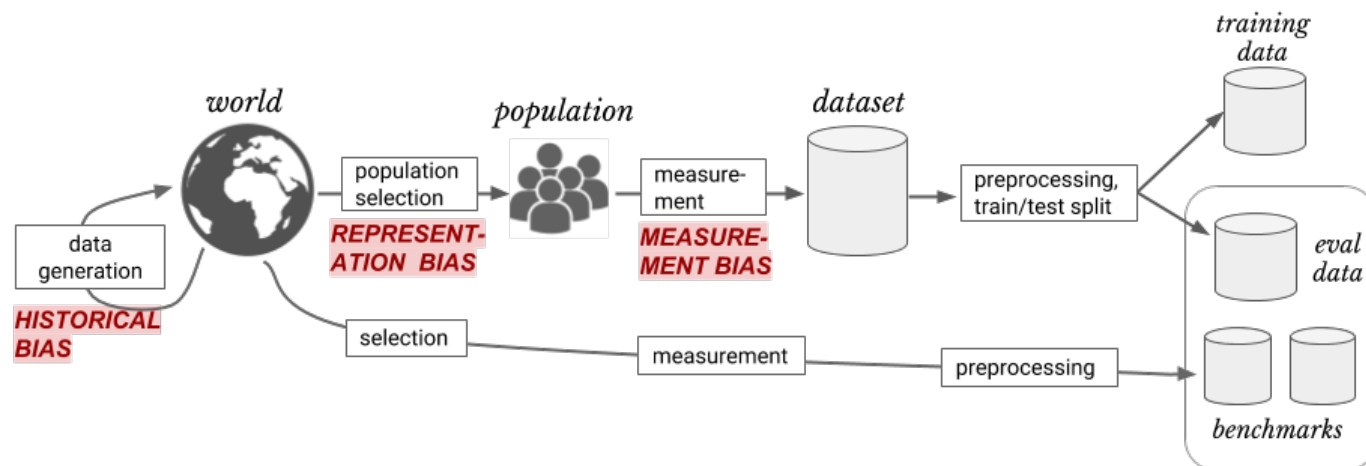 training
data
world
population
dataset
population
selection
measure-
ment
preprocessing,
train/test split
REPRESENT-
ATION BIAS
MEASURE-
MENT BIAS
data
generation
eval
data
HISTORICAL
BIAS
selection
measurement
preprocessing
benchmarks